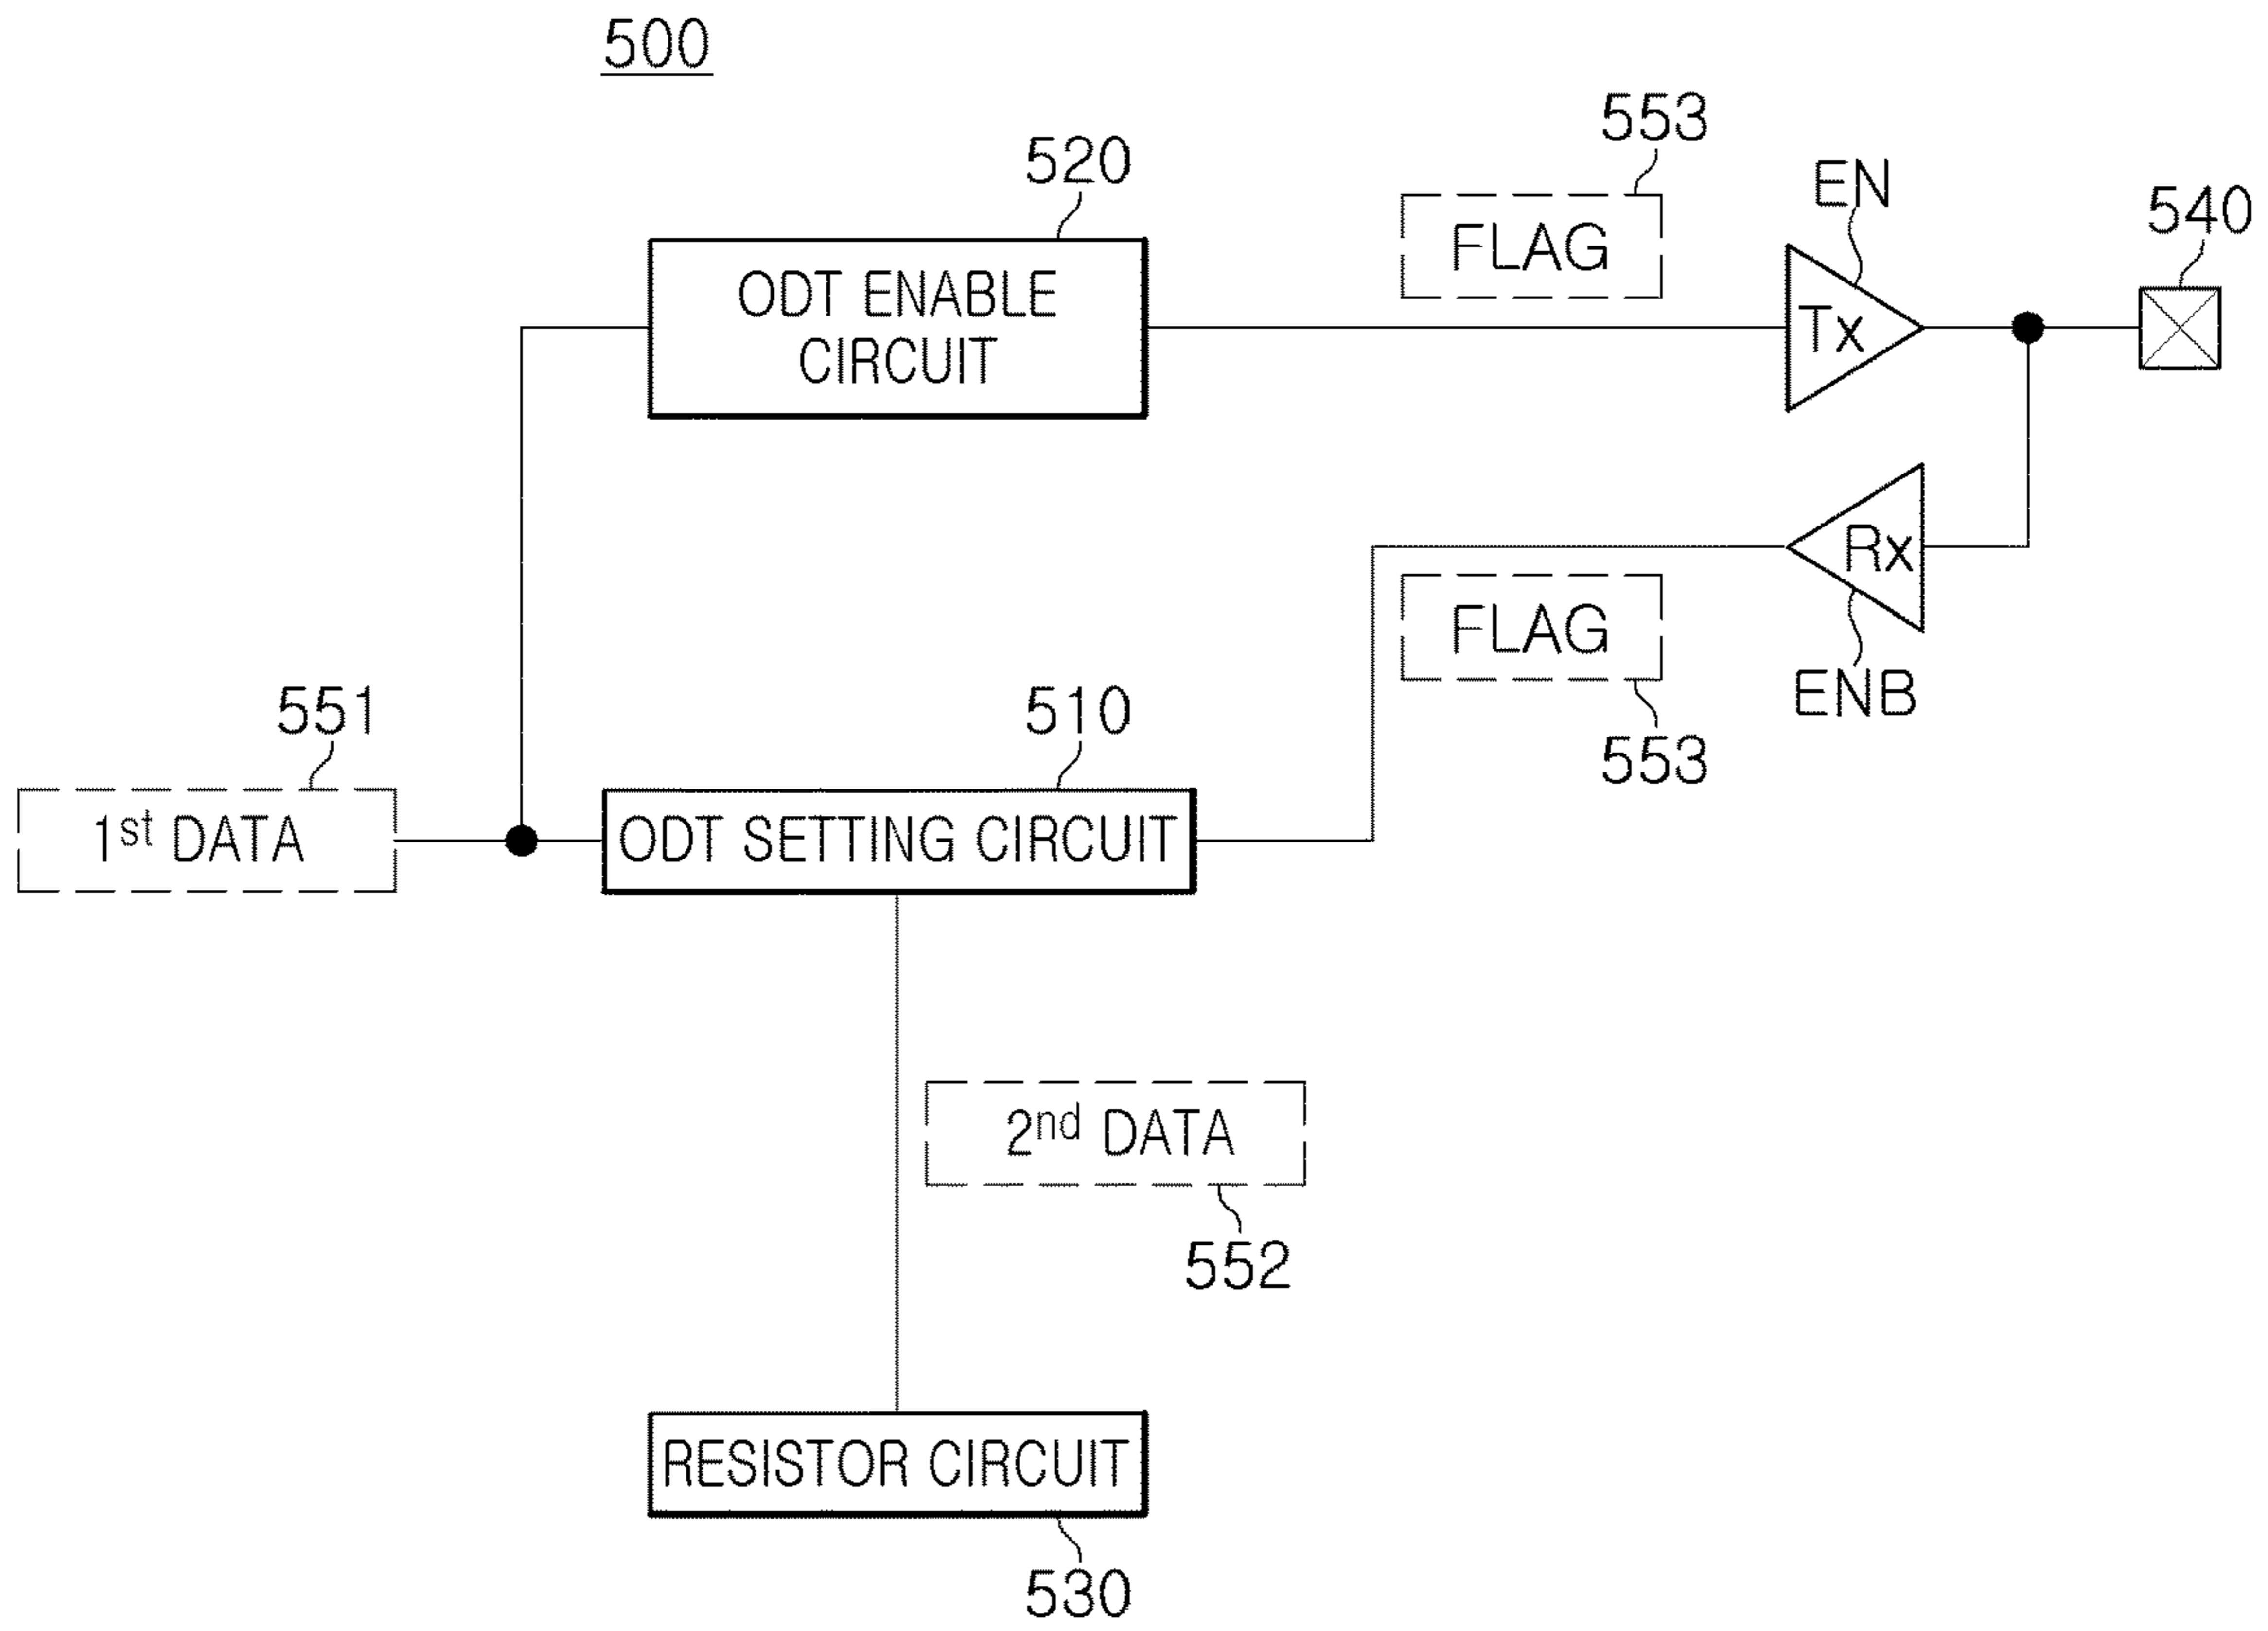 500
553
520
EN
540
FLAG
ODT ENABLE
CIRCUIT
Tx
Rx
FLAG
ENB
553
551
510
1st DATA
ODT SETTING CIRCUIT
2nd DATA
552
RESISTOR CIRCUIT
530